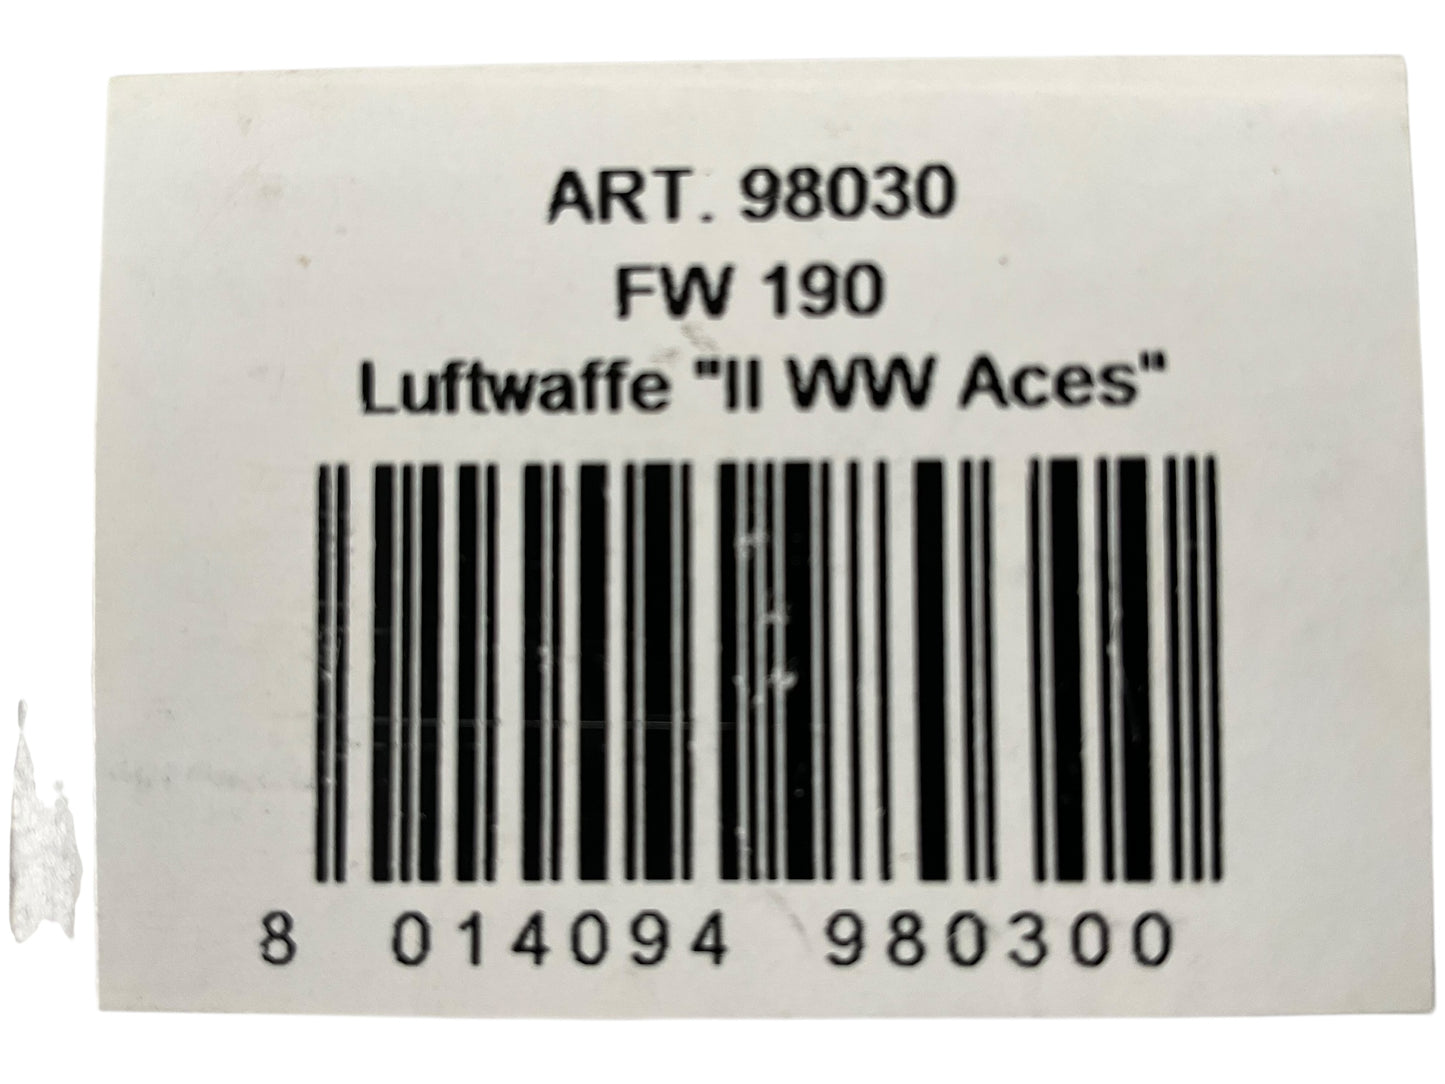 ART. 98030
FW 190
Luftwaffe "II WW Aces"
8 014094 980300